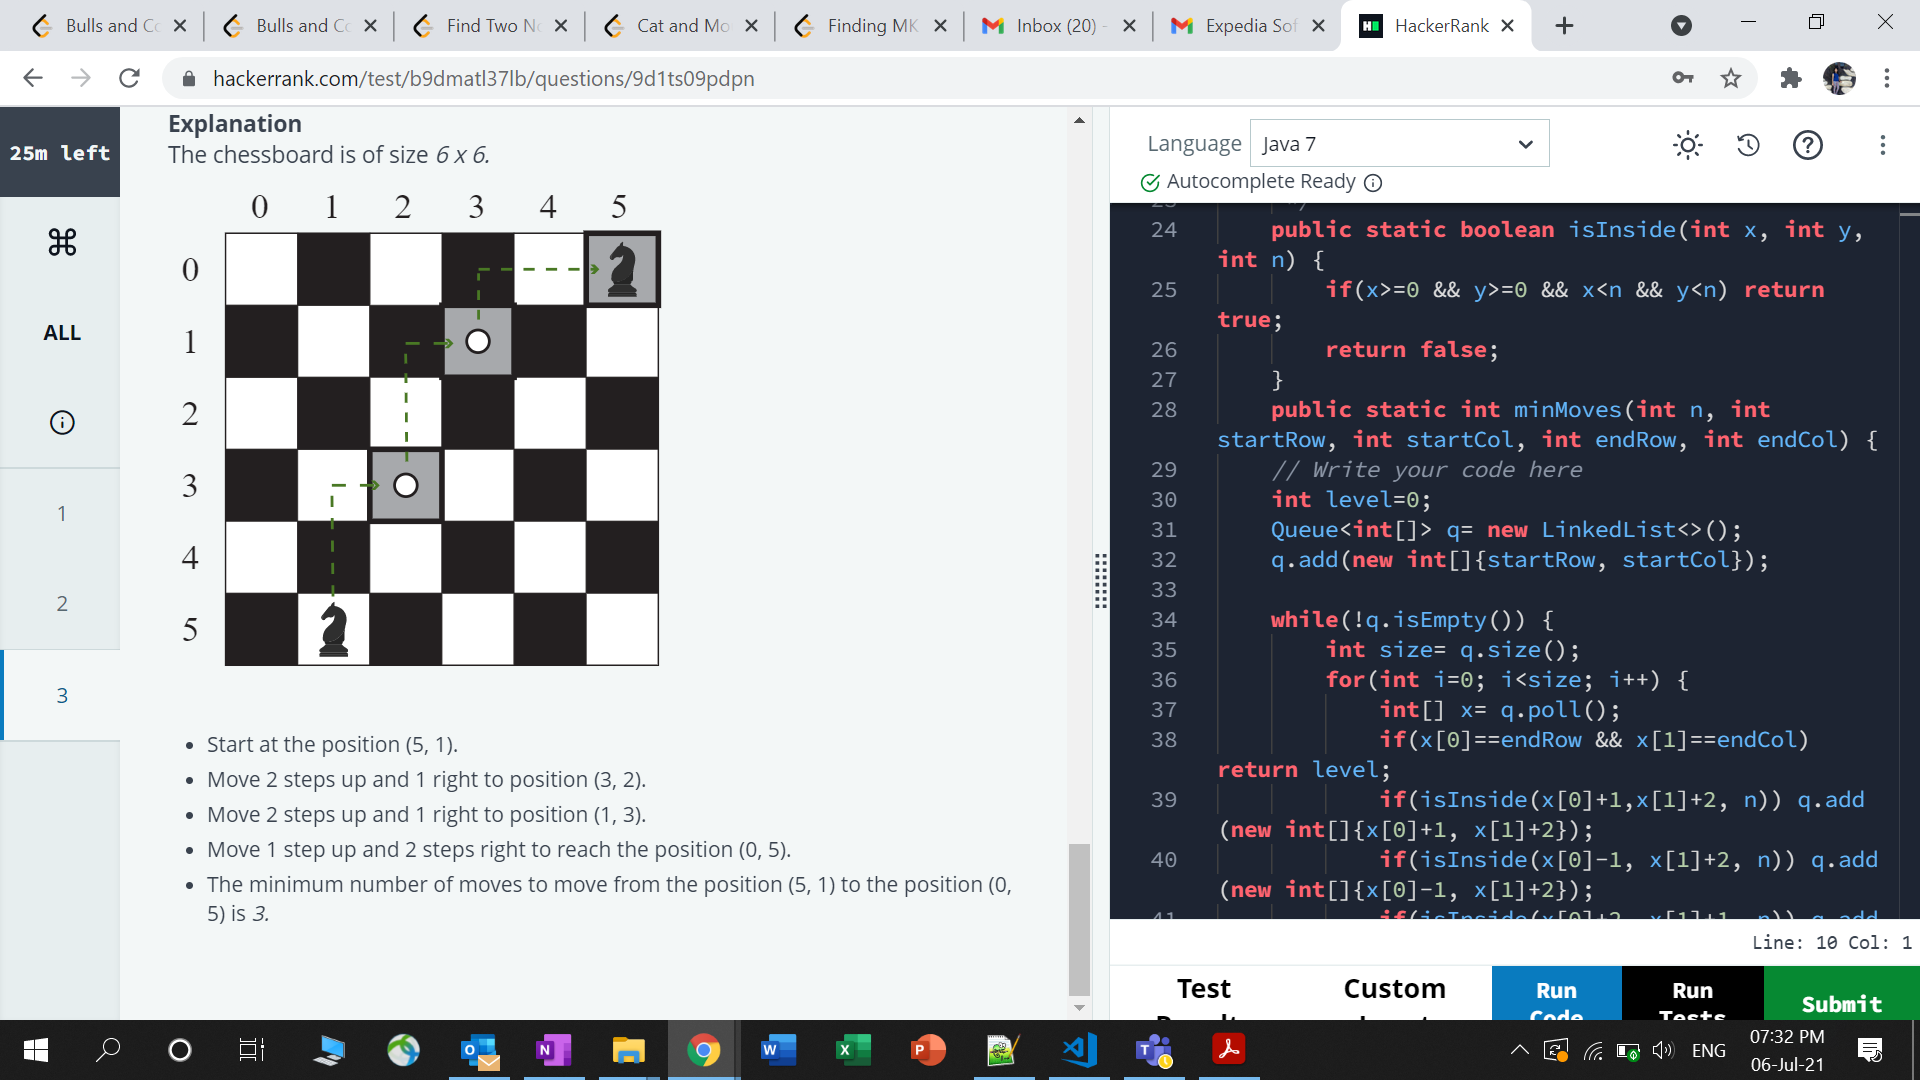 Bulls and Co
Bulls and Co
Find Two No
Cat and Mo
Finding MK
Inbox (20) -
Expedia Sof
HackerRank
hackerrank.com/test/b9dmatl37lb/questions/9d1ts09pdpn
25m left
ALL
1
2
3
Explanation
The chessboard is of size 6 x 6.
0 1 2 3 4 5
0
1
2
3
4
5
• Start at the position (5, 1).
• Move 2 steps up and 1 right to position (3, 2).
• Move 2 steps up and 1 right to position (1, 3).
• Move 1 step up and 2 steps right to reach the position (0, 5).
• The minimum number of moves to move from the position (5, 1) to the position (0,
5) is 3.
Language Java 7
Autocomplete Ready
23
24 public static boolean isInside(int x, int y,
int n) {
25 if(x>=0 && y>=0 && x<n && y<n) return
true;
26 return false;
27 }
28 public static int minMoves(int n, int
startRow, int startCol, int endRow, int endCol) {
29 // Write your code here
30 int level=0;
31 Queue<int[]> q= new LinkedList<>();
32 q.add(new int[]{startRow, startCol});
33
34 while(!q.isEmpty()) {
35 int size= q.size();
36 for(int i=0; i<size; i++) {
37 int[] x= q.poll();
38 if(x[0]==endRow && x[1]==endCol)
return level;
39 if(isInside(x[0]+1,x[1]+2, n)) q.add
(new int[]{x[0]+1, x[1]+2});
40 if(isInside(x[0]-1, x[1]+2, n)) q.add
(new int[]{x[0]-1, x[1]+2});
41 if(isInside(x[0]+2, x[1]+1, n)) q.add
Line: 10 Col: 1
Test
Custom
Run
Code
Run
Tests
Submit
ENG
07:32 PM
06-Jul-21